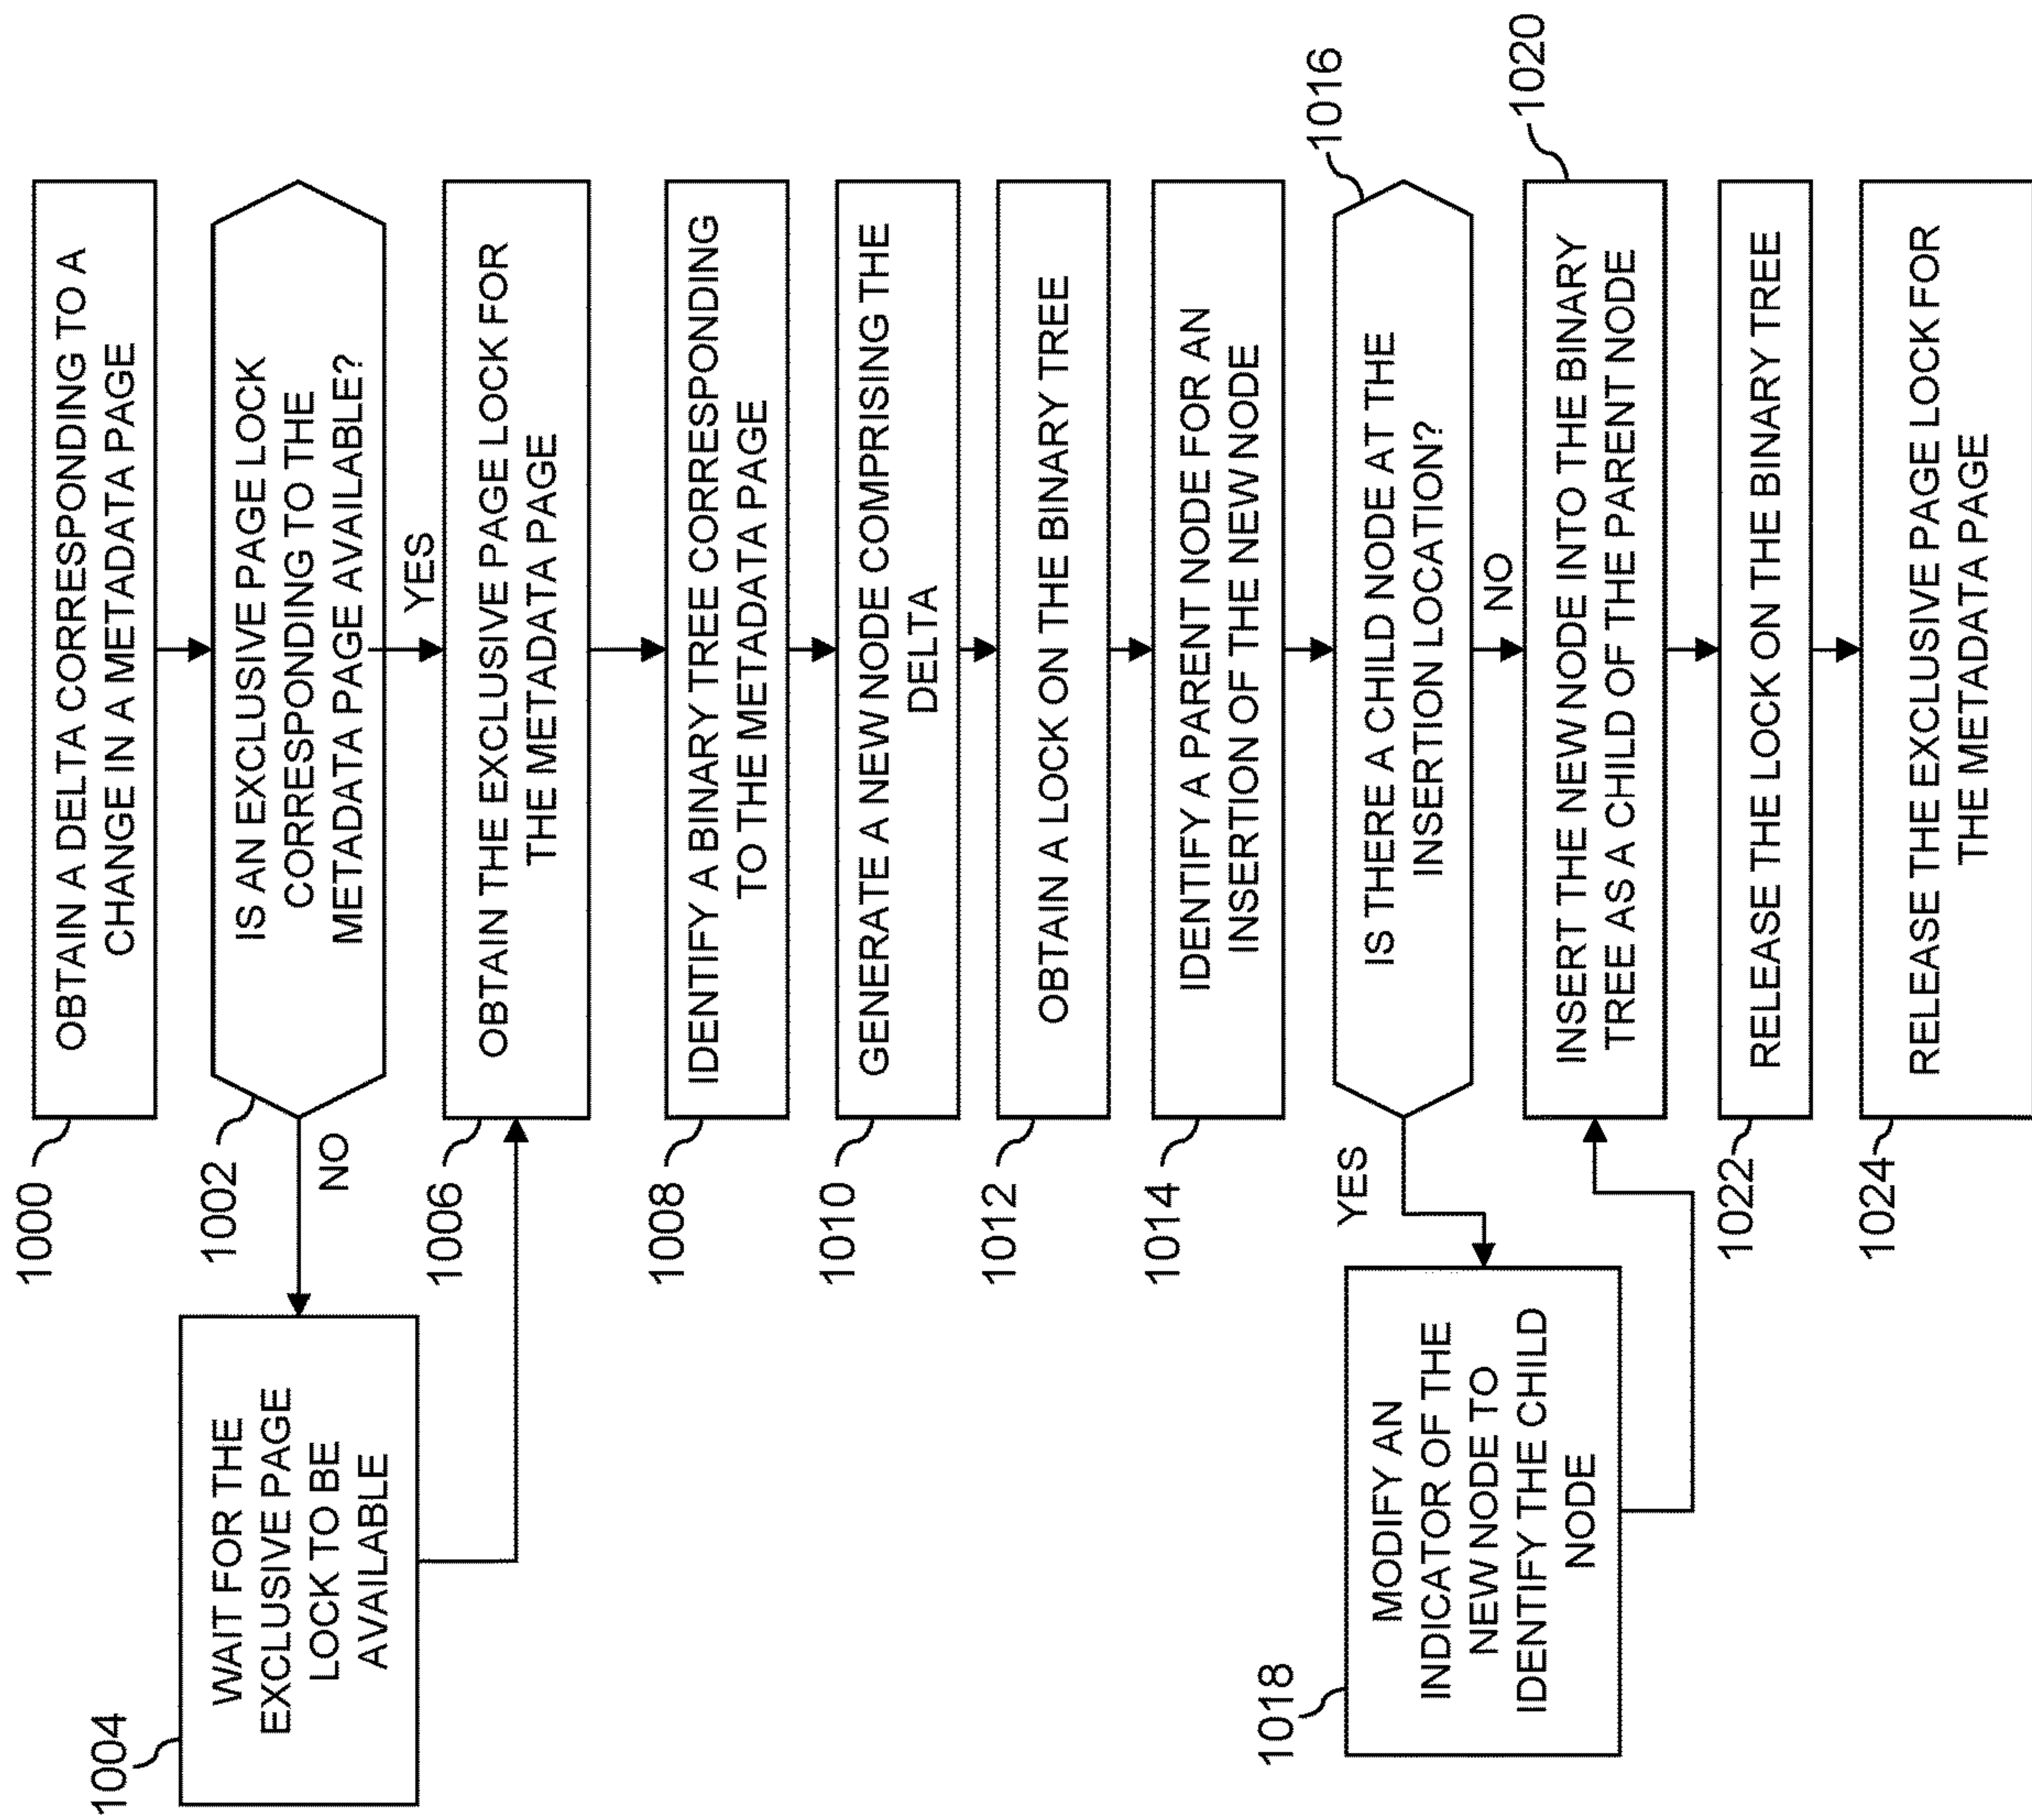 1000
OBTAIN A DELTA CORRESPONDING TO A
CHANGE IN A METADATA PAGE
1002
IS AN EXCLUSIVE PAGE LOCK
CORRESPONDING TO THE
METADATA PAGE AVAILABLE?
NO
YES
1004
WAIT FOR THE
EXCLUSIVE PAGE
LOCK TO BE
AVAILABLE
1006
OBTAIN THE EXCLUSIVE PAGE LOCK FOR
THE METADATA PAGE
1008
IDENTIFY A BINARY TREE CORRESPONDING
TO THE METADATA PAGE
1010
GENERATE A NEW NODE COMPRISING THE
DELTA
1012
OBTAIN A LOCK ON THE BINARY TREE
1014
IDENTIFY A PARENT NODE FOR AN
INSERTION OF THE NEW NODE
1016
IS THERE A CHILD NODE AT THE
INSERTION LOCATION?
YES
NO
1018
MODIFY AN
INDICATOR OF THE
NEW NODE TO
IDENTIFY THE CHILD
NODE
1020
INSERT THE NEW NODE INTO THE BINARY
TREE AS A CHILD OF THE PARENT NODE
1022
RELEASE THE LOCK ON THE BINARY TREE
1024
RELEASE THE EXCLUSIVE PAGE LOCK FOR
THE METADATA PAGE